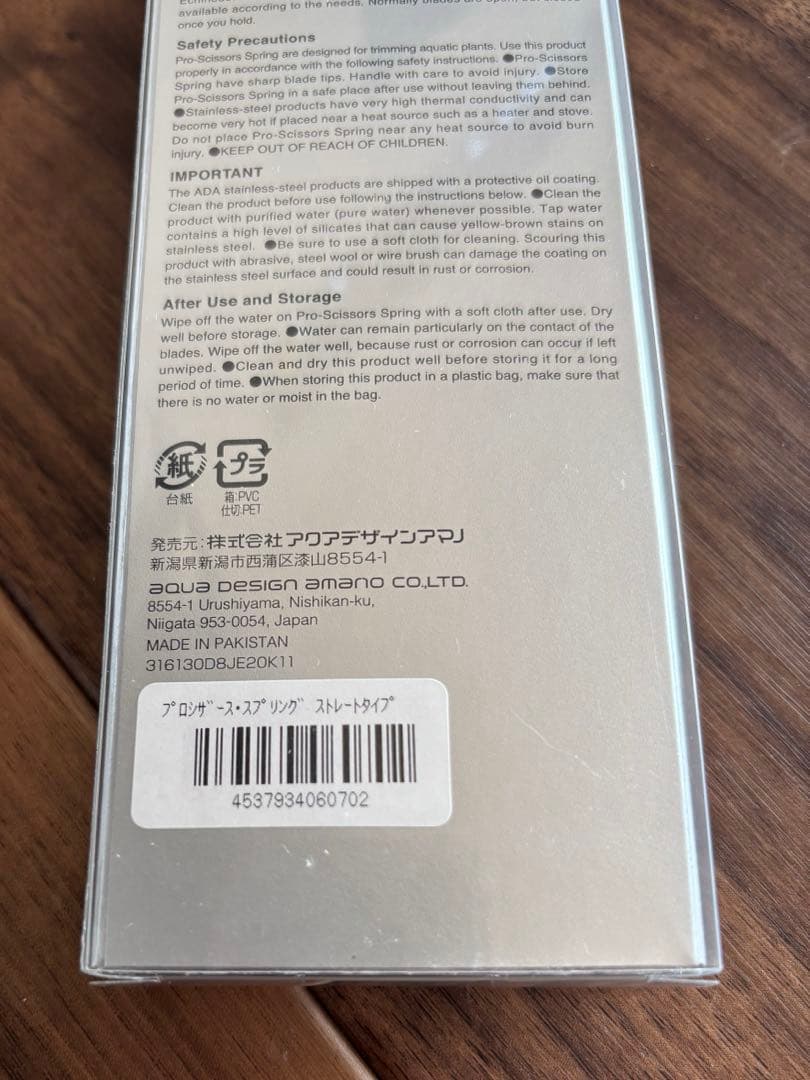 available according to the needs. Normally blades are open, but
once you hold.
Safety Precautions
Pro-Scissors Spring are designed for trimming aquatic plants. Use this product
properly in accordance with the following safety instructions. ●Pro-Scissors
Spring have sharp blade tips. Handle with care to avoid injury. ●Store
Pro-Scissors Spring in a safe place after use without leaving them behind.
●Stainless-steel products have very high thermal conductivity and can
become very hot if placed near a heat source such as a heater and stove.
Do not place Pro-Scissors Spring near any heat source to avoid burn
injury. ●KEEP OUT OF REACH OF CHILDREN.
IMPORTANT
The ADA stainless-steel products are shipped with a protective oil coating.
Clean the product before use following the instructions below. ●Clean the
product with purified water (pure water) whenever possible. Tap water
contains a high level of silicates that can cause yellow-brown stains on
stainless steel. ●Be sure to use a soft cloth for cleaning. Scouring this
product with abrasive, steel wool or wire brush can damage the coating on
the stainless steel surface and could result in rust or corrosion.
After Use and Storage
Wipe off the water on Pro-Scissors Spring with a soft cloth after use. Dry
well before storage. ●Water can remain particularly on the contact of the
blades. Wipe off the water well, because rust or corrosion can occur if left
unwiped. ●Clean and dry this product well before storing it for a long
period of time. ●When storing this product in a plastic bag, make sure that
there is no water or moist in the bag.
紙 プラ
台紙 箱:PVC
仕切:PET
発売元:株式会社アクアデザインアマノ
新潟県新潟市西蒲区漆山8554-1
AQUA DESIGN AMANO CO.,LTD.
8554-1 Urushiyama, Nishikan-ku,
Niigata 953-0054, Japan
MADE IN PAKISTAN
316130D8JE20K11
ﾌﾟﾛｼｻﾞｰｽ・ｽﾌﾟﾘﾝｸﾞ ｽﾄﾚｰﾄﾀｲﾌﾟ
4537934060702